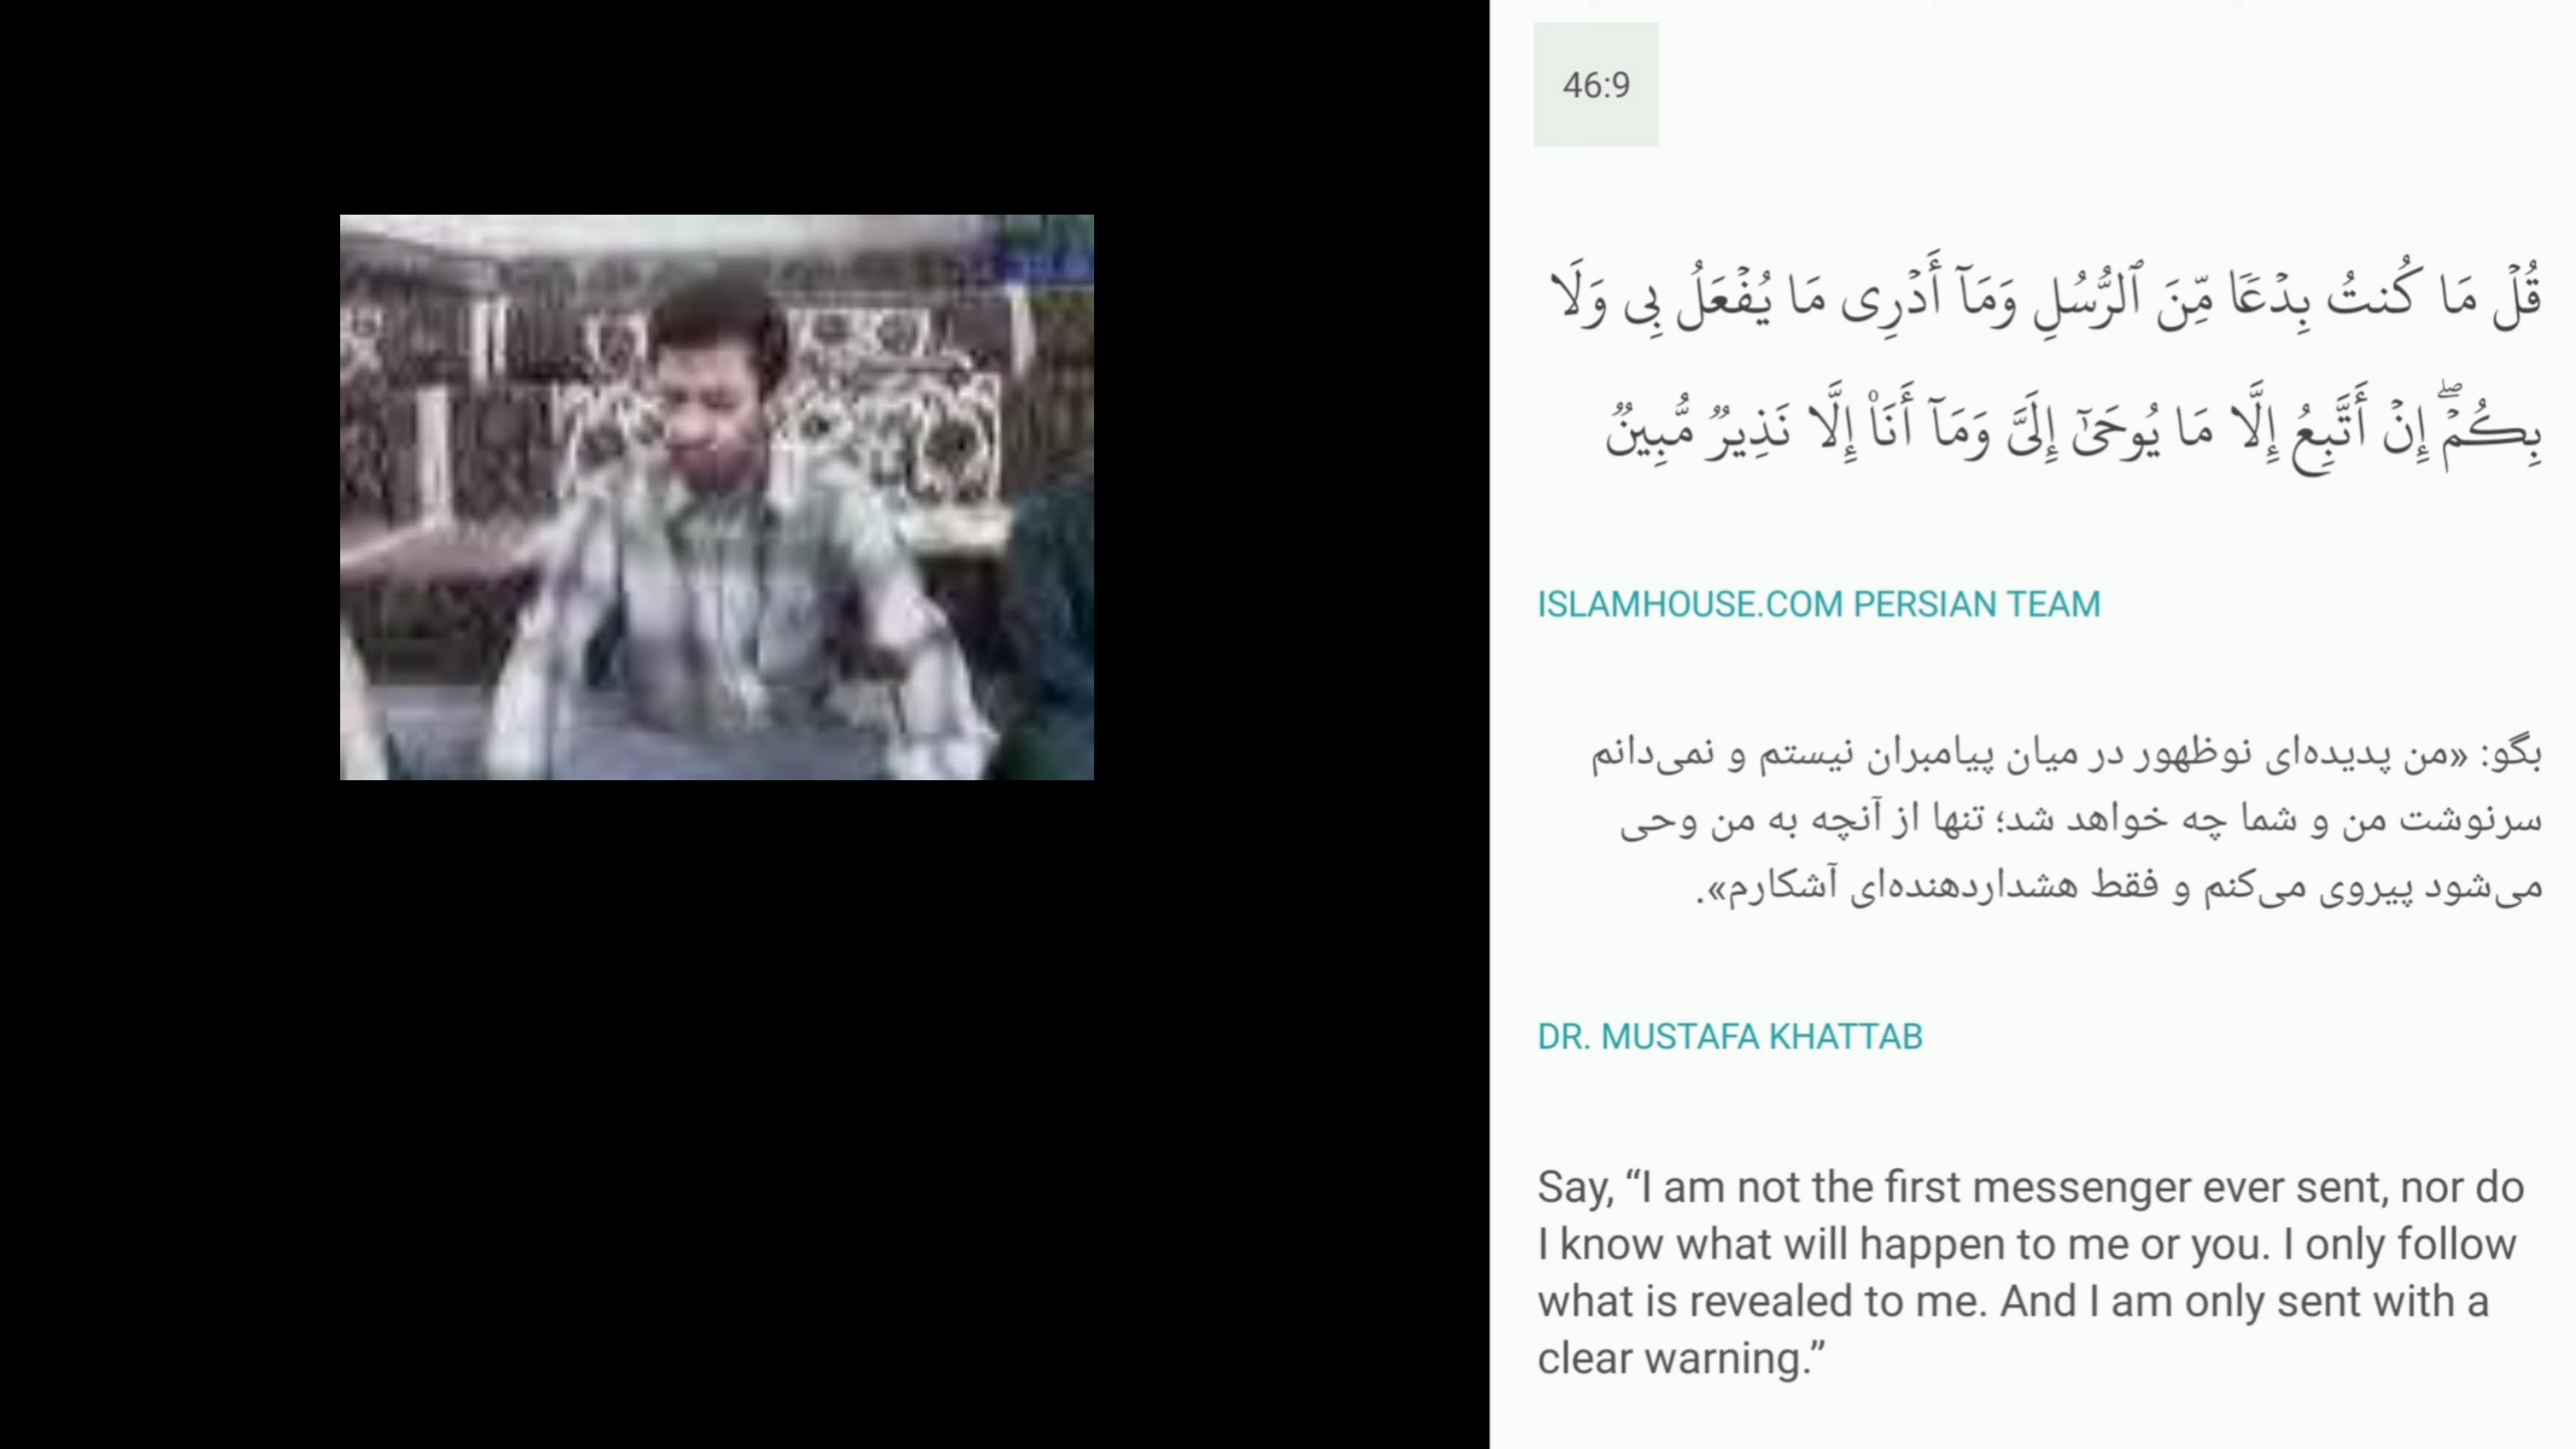 46:9
قُلۡ مَا كُنتُ بِدۡعٗا مِّنَ ٱلرُّسُلِ وَمَآ أَدۡرِى مَا يُفۡعَلُ بِى وَلَا
بِكُمۡۖ إِنۡ أَتَّبِعُ إِلَّا مَا يُوحَىٰٓ إِلَىَّ وَمَآ أَنَا۠ إِلَّا نَذِيرٞ مُّبِينٞ
ISLAMHOUSE.COM PERSIAN TEAM
بگو: «من پدیده‌ای نوظهور در میان پیامبران نیستم و نمی‌دانم
سرنوشت من و شما چه خواهد شد؛ تنها از آنچه به من وحی
می‌شود پیروی می‌کنم و فقط هشداردهنده‌ای آشکارم».
DR. MUSTAFA KHATTAB
Say, “I am not the first messenger ever sent, nor do
I know what will happen to me or you. I only follow
what is revealed to me. And I am only sent with a
clear warning.”